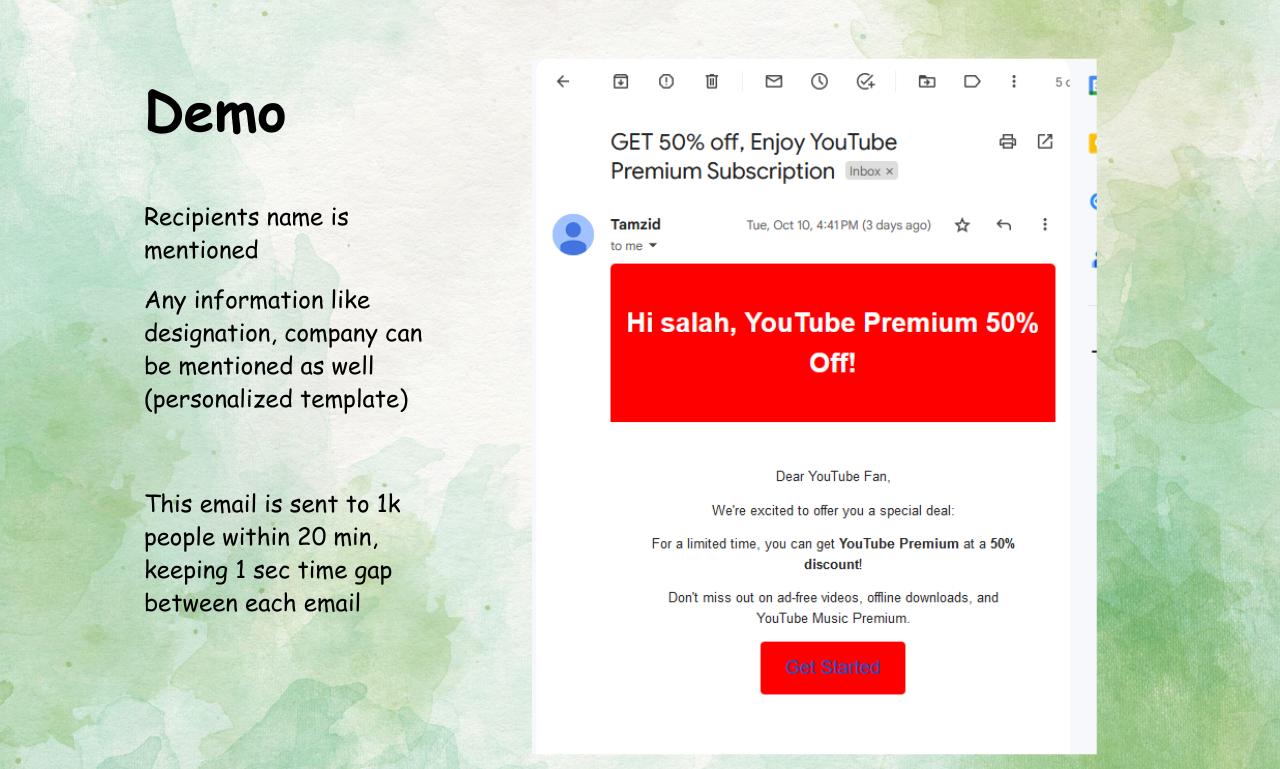 Demo
Recipients name is
mentioned
Any information like
designation, company can
be mentioned as well
(personalized template)
This email is sent to 1k
people within 20 min,
keeping 1 sec time gap
between each email
GET 50% off, Enjoy YouTube
Premium Subscription Inbox ×
Tamzid Tue, Oct 10, 4:41 PM (3 days ago)
to me
Hi salah, YouTube Premium 50%
Off!
Dear YouTube Fan,
We're excited to offer you a special deal:
For a limited time, you can get YouTube Premium at a 50%
discount!
Don't miss out on ad-free videos, offline downloads, and
YouTube Music Premium.
Get Started